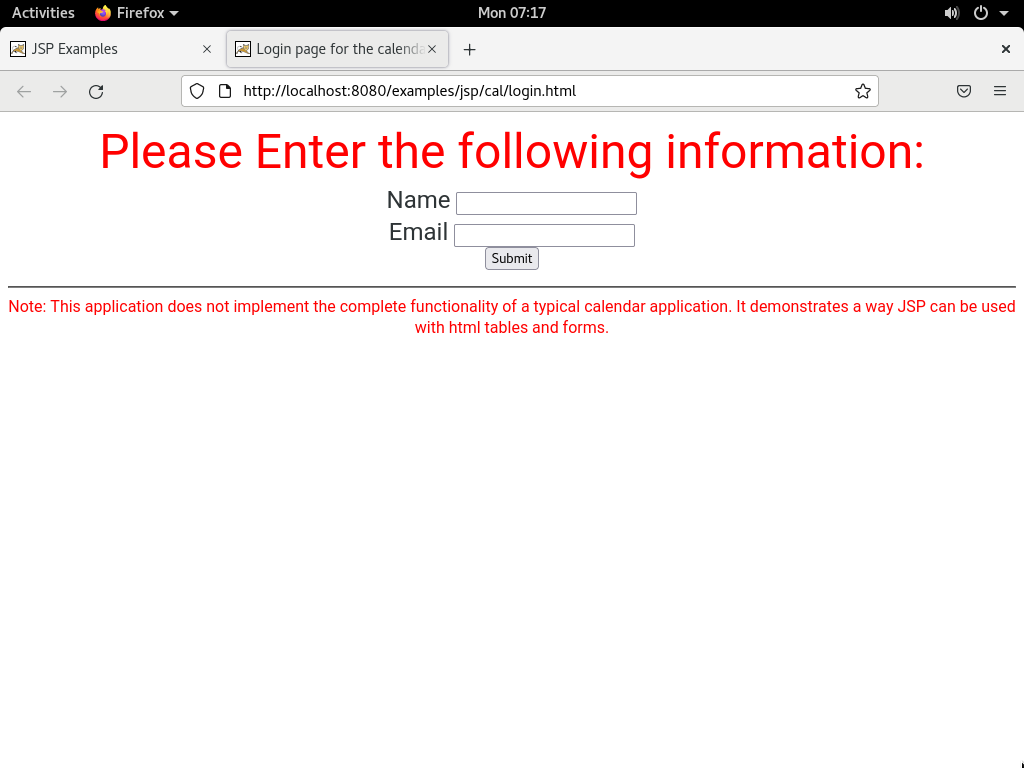 Activities Firefox Mon 07:17
JSP Examples Login page for the calenda
http://localhost:8080/examples/jsp/cal/login.html
Please Enter the following information:
Name
Email
Submit
Note: This application does not implement the complete functionality of a typical calendar application. It demonstrates a way JSP can be used
with html tables and forms.